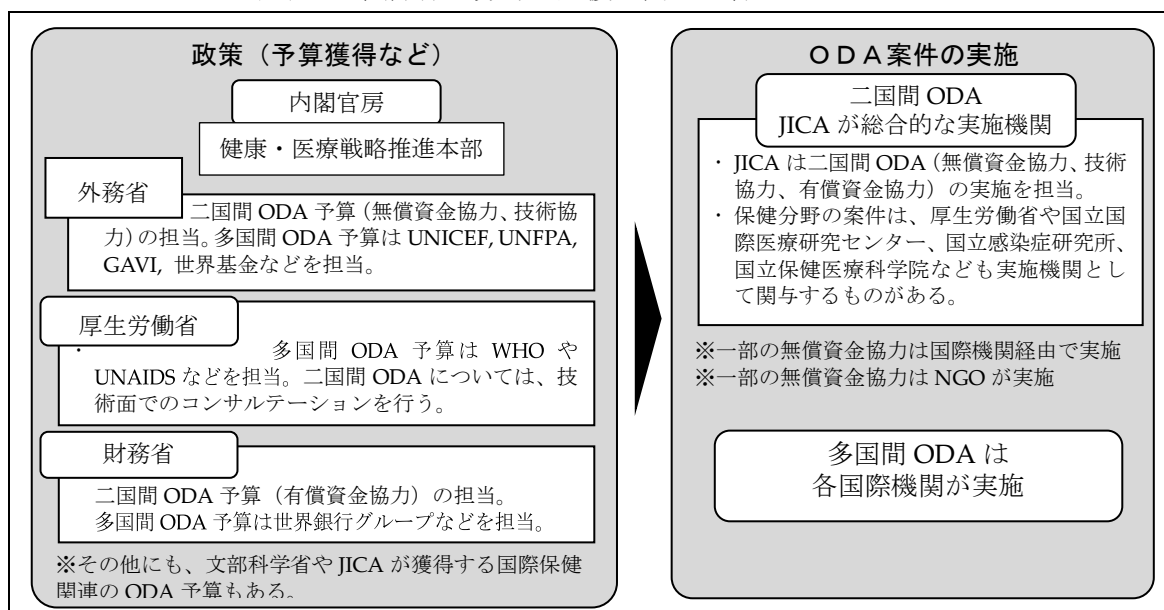 政策（予算獲得など）
内閣官房
健康・医療戦略推進本部
外務省
二国間 ODA 予算（無償資金協力、技術協
力）の担当。多国間 ODA 予算は UNICEF, UNFPA,
GAVI, 世界基金などを担当。
厚生労働省
・ 多国間 ODA 予算は WHO や
UNAIDS などを担当。二国間 ODA については、技
術面でのコンサルテーションを行う。
財務省
二国間 ODA 予算（有償資金協力）の担当。
多国間 ODA 予算は世界銀行グループなどを担当。
※その他にも、文部科学省や JICA が獲得する国際保健
関連の ODA 予算もある。
ＯＤＡ案件の実施
二国間 ODA
JICA が総合的な実施機関
・ JICA は二国間 ODA（無償資金協力、技術
協力、有償資金協力）の実施を担当。
・ 保健分野の案件は、厚生労働省や国立国
際医療研究センター、国立感染症研究所、
国立保健医療科学院なども実施機関とし
て関与するものがある。
※一部の無償資金協力は国際機関経由で実施
※一部の無償資金協力は NGO が実施
多国間 ODA は
各国際機関が実施